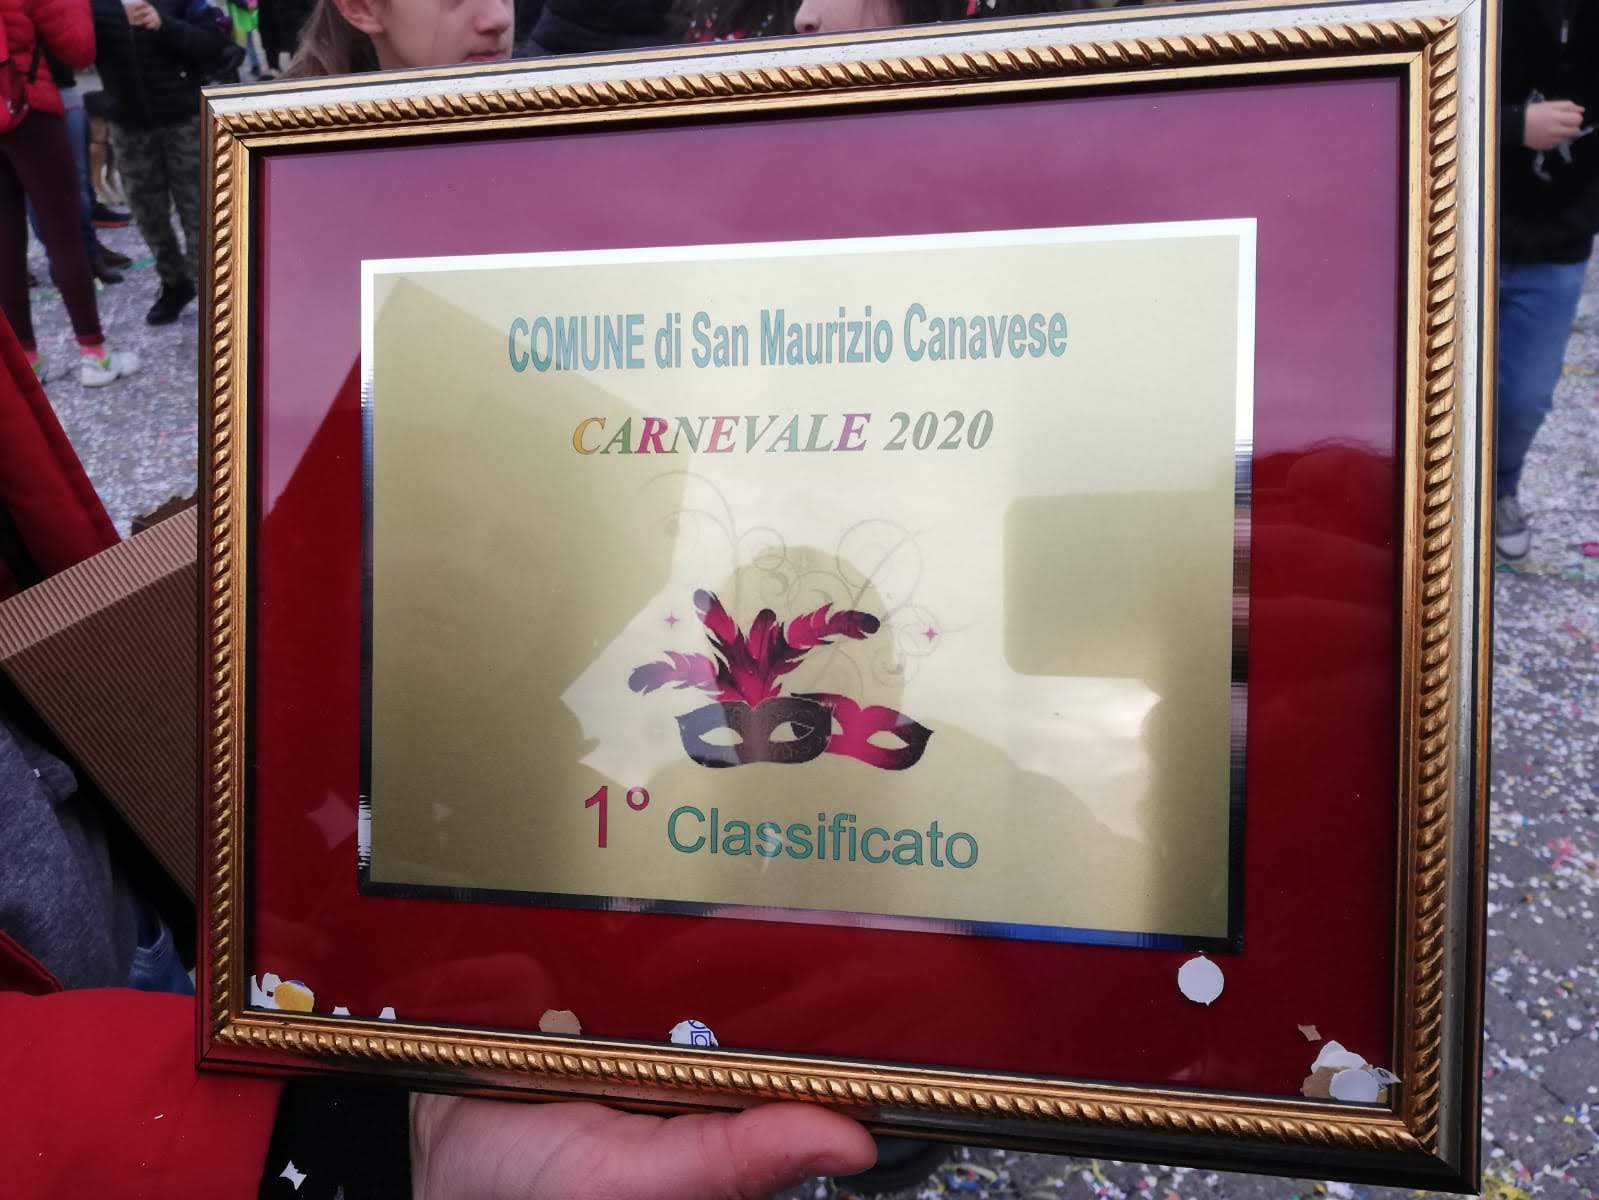 COMUNE di San Maurizio Canavese
CARNEVALE 2020
1° Classificato